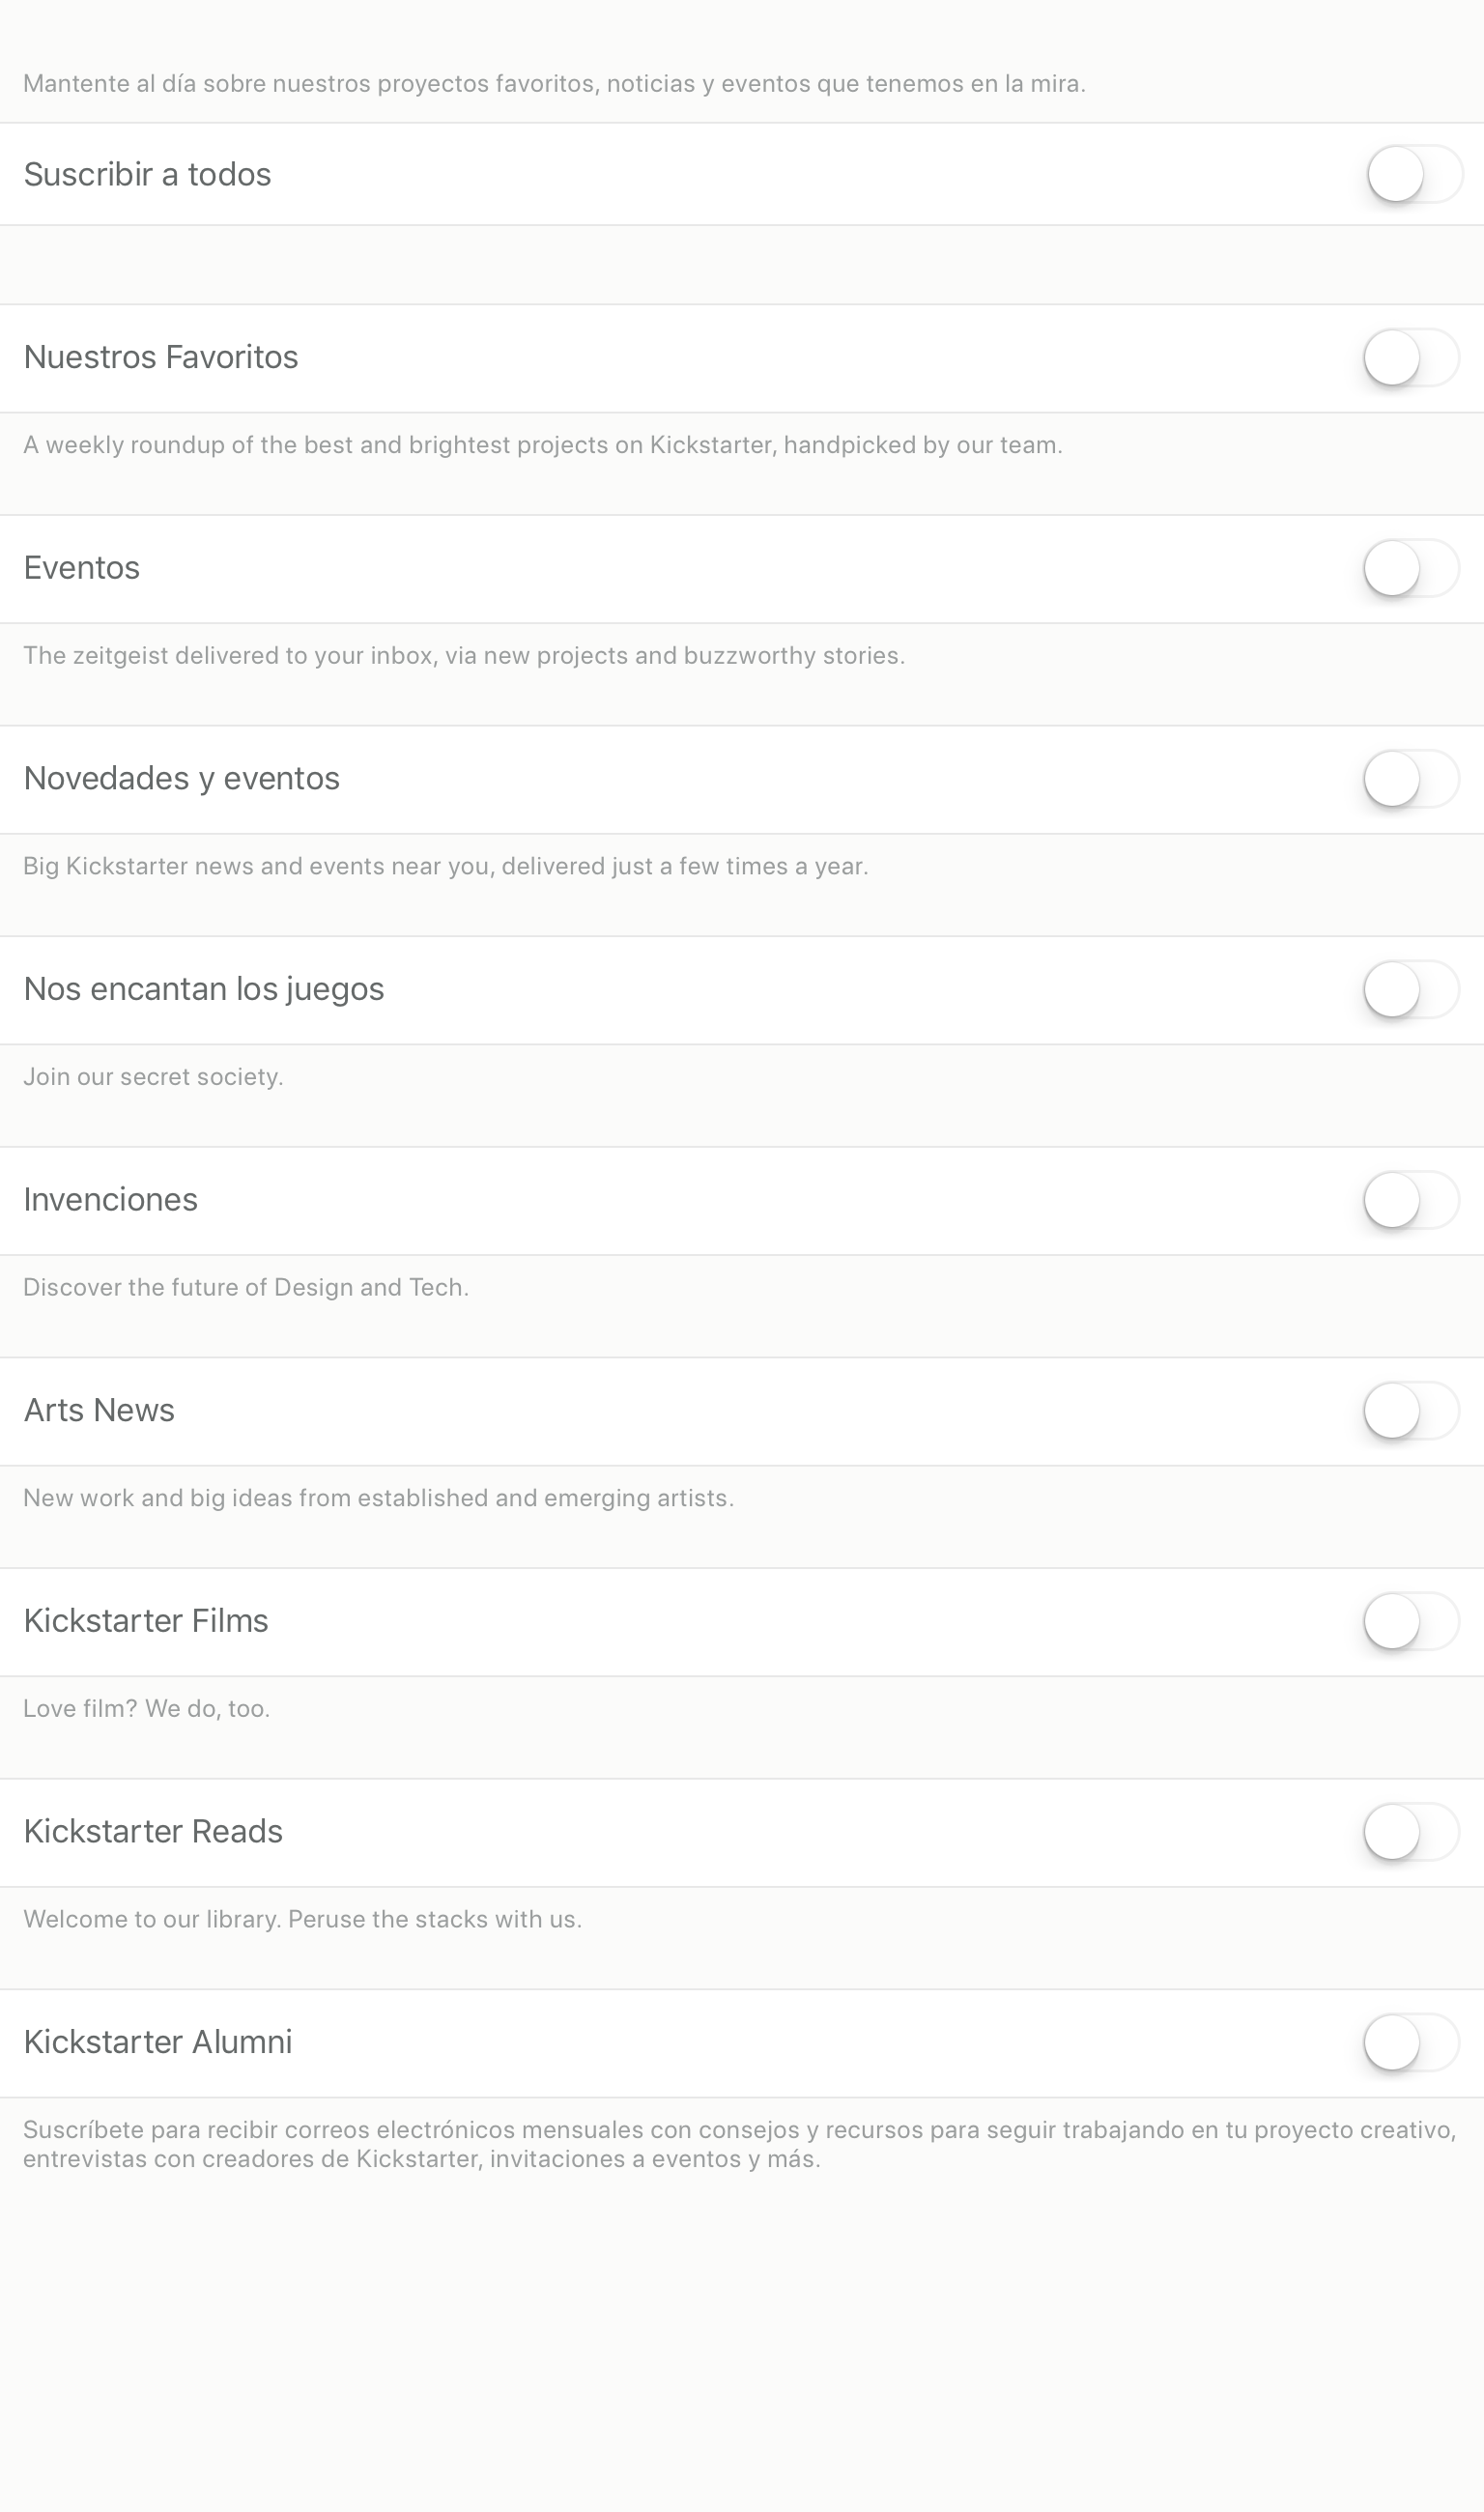 Mantente al día sobre nuestros proyectos favoritos, noticias y eventos que tenemos en la mira.
Suscribir a todos
Nuestros Favoritos
A weekly roundup of the best and brightest projects on Kickstarter, handpicked by our team.
Eventos
The zeitgeist delivered to your inbox, via new projects and buzzworthy stories.
Novedades y eventos
Big Kickstarter news and events near you, delivered just a few times a year.
Nos encantan los juegos
Join our secret society.
Invenciones
Discover the future of Design and Tech.
Arts News
New work and big ideas from established and emerging artists.
Kickstarter Films
Love film? We do, too.
Kickstarter Reads
Welcome to our library. Peruse the stacks with us.
Kickstarter Alumni
Suscríbete para recibir correos electrónicos mensuales con consejos y recursos para seguir trabajando en tu proyecto creativo,
entrevistas con creadores de Kickstarter, invitaciones a eventos y más.